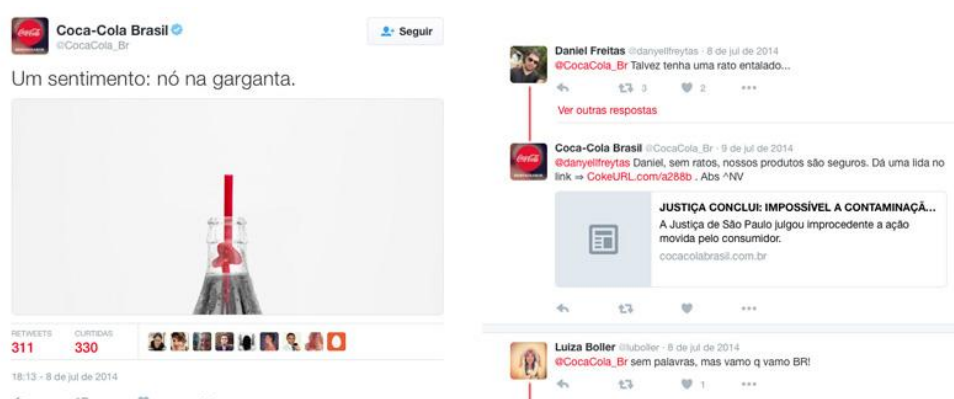 Coca-Cola Brasil
@CocaCola_Br
Seguir
Um sentimento: nó na garganta.
RETWEETS
CURTIDAS
311
330
18:13 - 8 de jul de 2014
Daniel Freitas @danyellfreytas · 8 de jul de 2014
@CocaCola_Br Talvez tenha uma rato entalado...
3
2
Ver outras respostas
Coca-Cola Brasil @CocaCola_Br · 9 de jul de 2014
@danyellfreytas Daniel, sem ratos, nossos produtos são seguros. Dá uma lida no
link ⇒ CokeURL.com/a288b . Abs ^NV
JUSTIÇA CONCLUI: IMPOSSÍVEL A CONTAMINAÇÃ...
A Justiça de São Paulo julgou improcedente a ação
movida pelo consumidor.
cocacolabrasil.com.br
Luiza Boller @luboller · 8 de jul de 2014
@CocaCola_Br sem palavras, mas vamo q vamo BR!
1